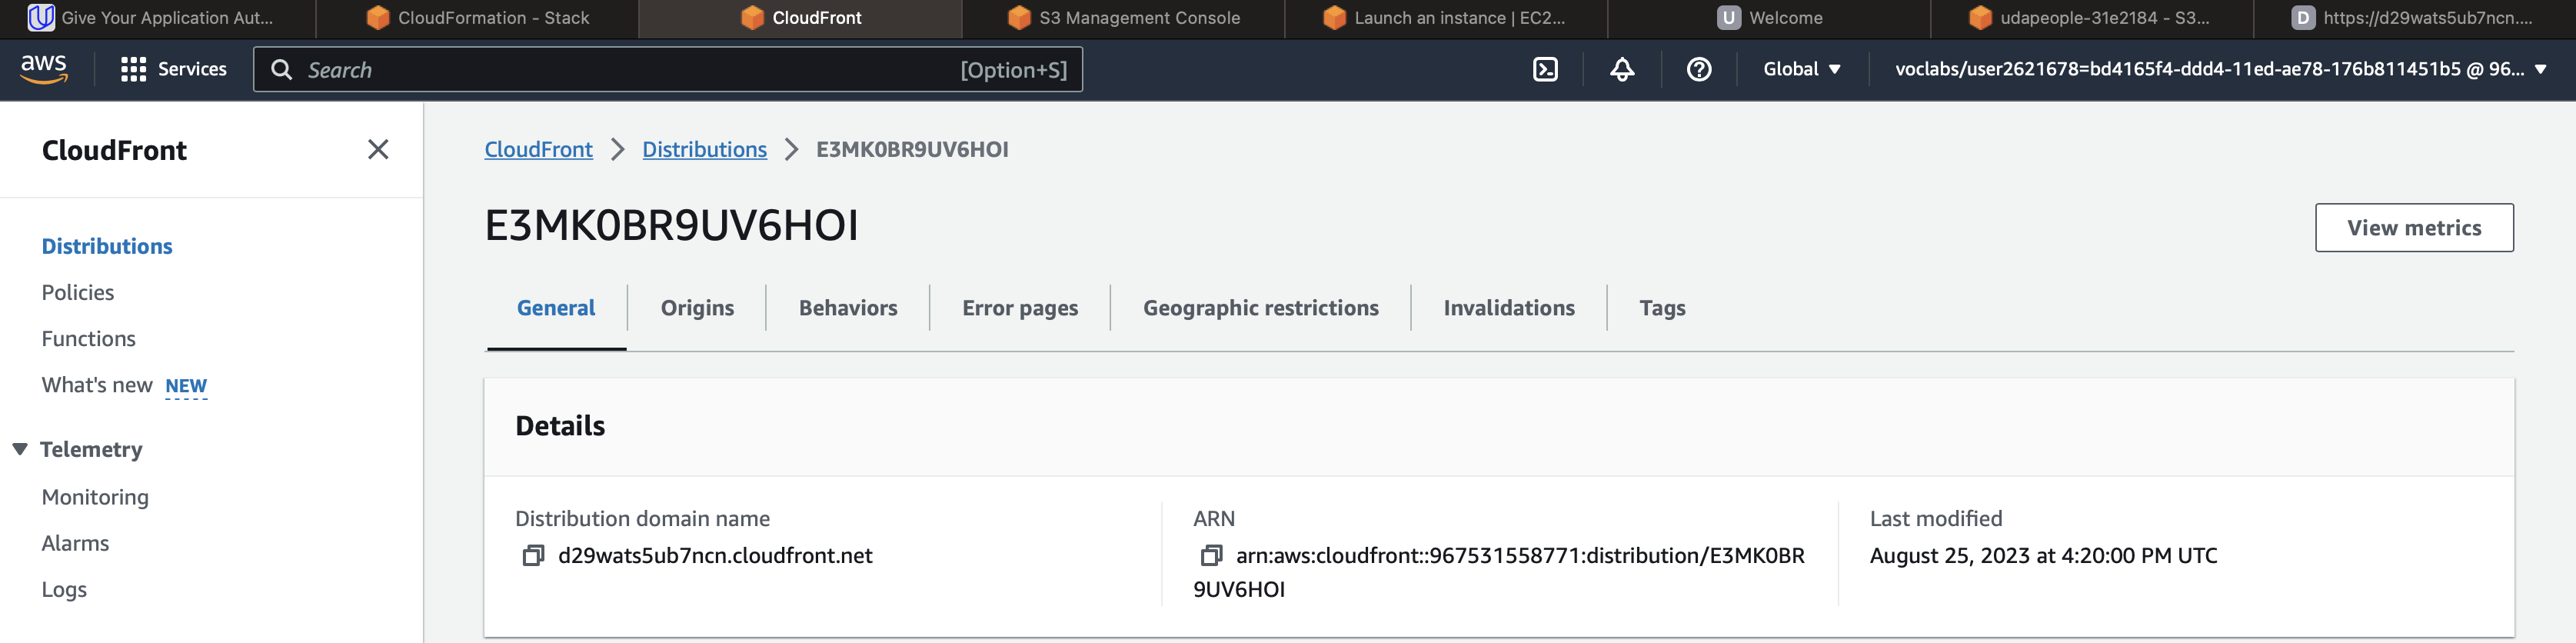 Give Your Application Aut...
CloudFormation - Stack
CloudFront
S3 Management Console
Launch an instance | EC2...
U Welcome
udapeople-31e2184 - S3...
D https://d29wats5ub7ncn....
aws
Services
Search
[Option+S]
Global
voclabs/user2621678=bd4165f4-ddd4-11ed-ae78-176b811451b5 @ 96...
CloudFront
Distributions
Policies
Functions
What's new NEW
Telemetry
Monitoring
Alarms
Logs
CloudFront > Distributions > E3MK0BR9UV6HOI
E3MK0BR9UV6HOI
View metrics
General
Origins
Behaviors
Error pages
Geographic restrictions
Invalidations
Tags
Details
Distribution domain name
d29wats5ub7ncn.cloudfront.net
ARN
arn:aws:cloudfront::967531558771:distribution/E3MK0BR
9UV6HOI
Last modified
August 25, 2023 at 4:20:00 PM UTC